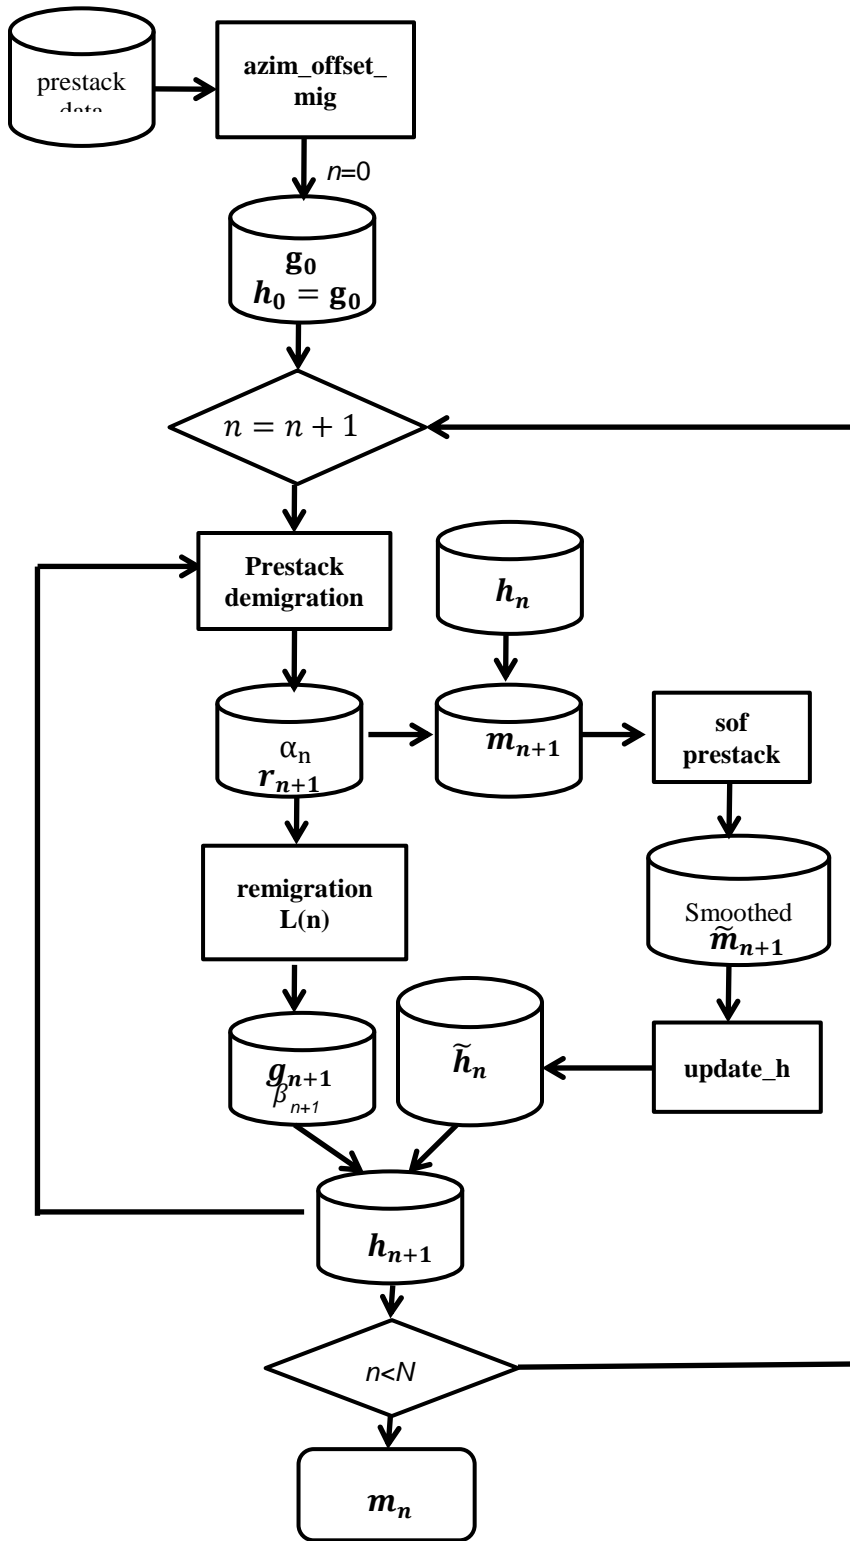 prestack
data
azim_offset_
mig
n=0
g₀
h₀ = g₀
n = n + 1
Prestack
demigration
hₙ
αₙ
rₙ₊₁
mₙ₊₁
sof
prestack
remigration
L(n)
Smoothed
m̃ₙ₊₁
gₙ₊₁
βₙ₊₁
h̃ₙ
update_h
hₙ₊₁
n<N
mₙ